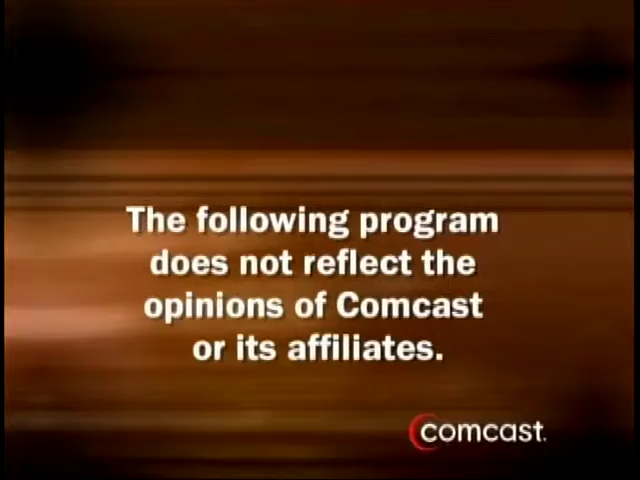 The following program
does not reflect the
opinions of Comcast
or its affiliates.
comcast.